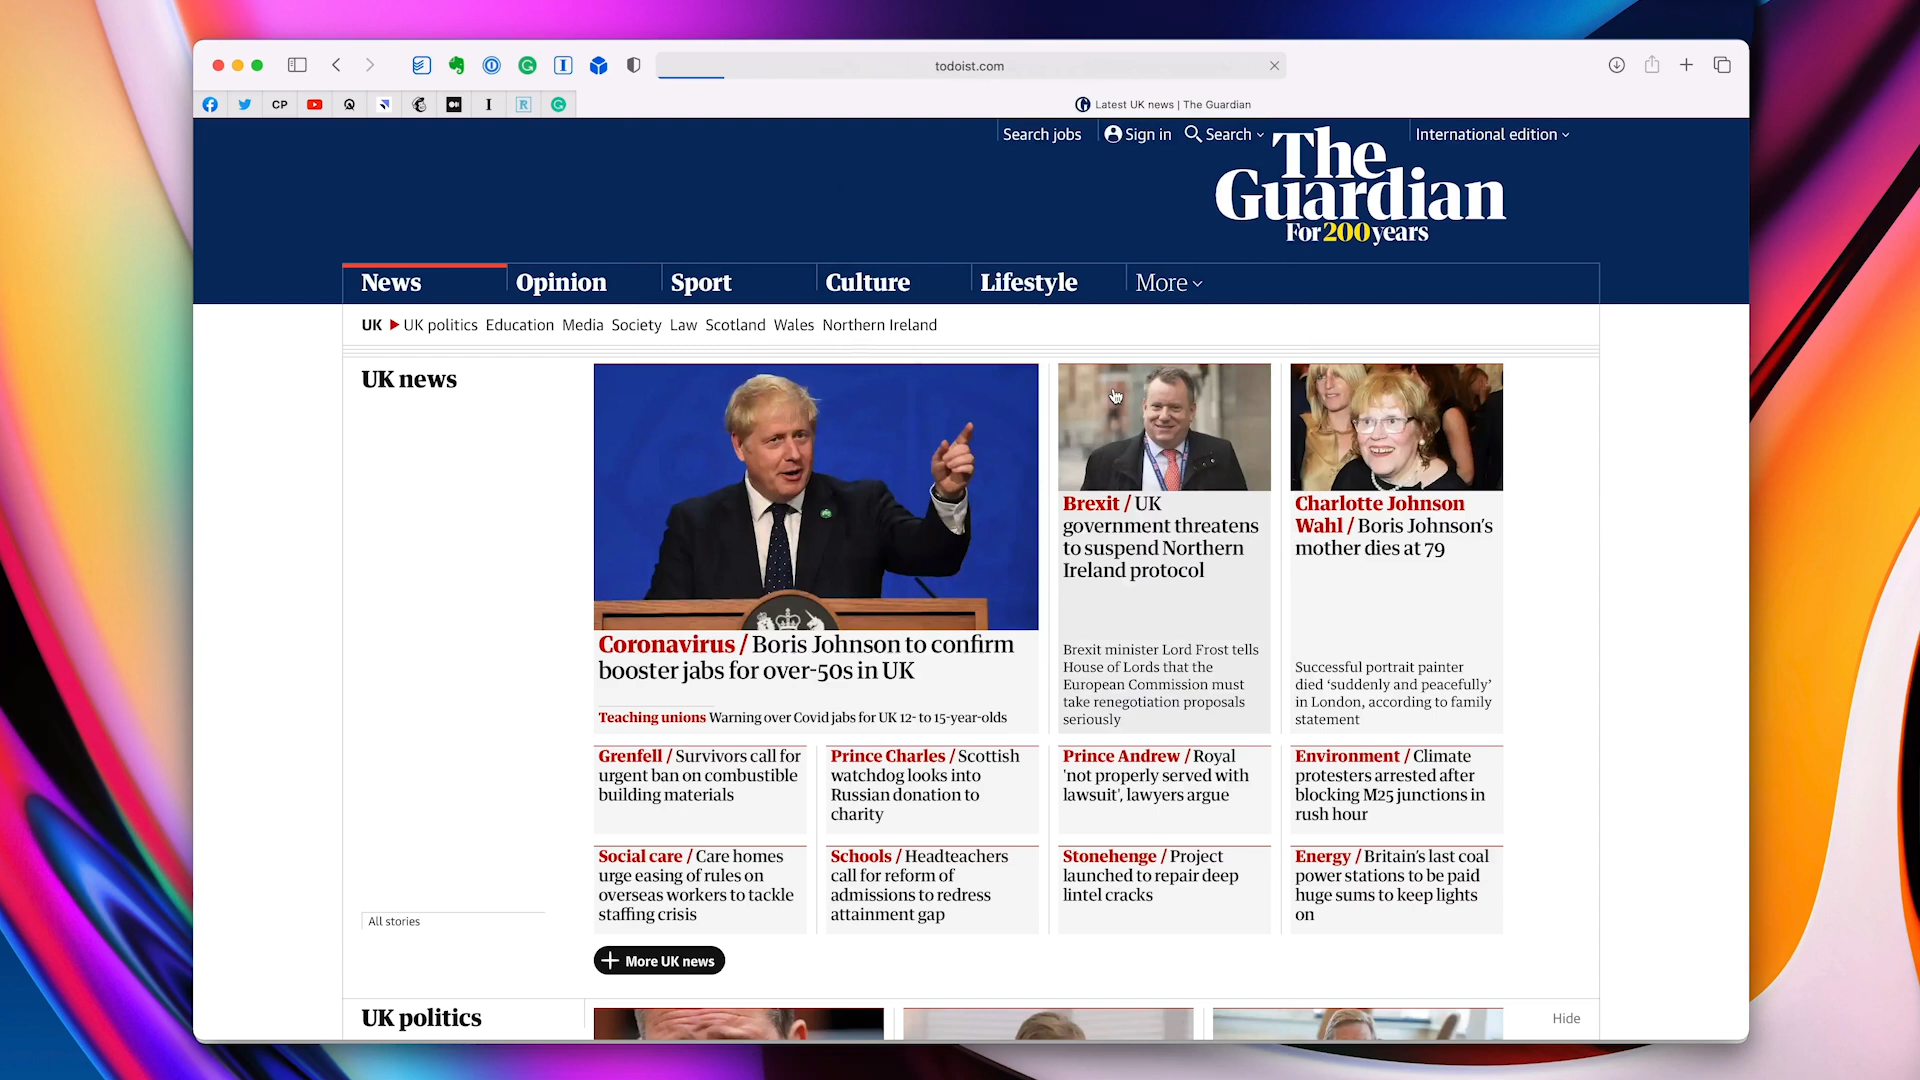 todoist.com
CP
Latest UK news | The Guardian
Search jobs
Sign in
Search
International edition
The
Guardian
For 200 years
News
Opinion
Sport
Culture
Lifestyle
More
UK
UK politics
Education
Media
Society
Law
Scotland
Wales
Northern Ireland
UK news
Coronavirus / Boris Johnson to confirm
booster jabs for over-50s in UK
Teaching unions Warning over Covid jabs for UK 12- to 15-year-olds
Brexit / UK
government threatens
to suspend Northern
Ireland protocol
Brexit minister Lord Frost tells
House of Lords that the
European Commission must
take renegotiation proposals
seriously
Charlotte Johnson
Wahl / Boris Johnson's
mother dies at 79
Successful portrait painter
died ‘suddenly and peacefully’
in London, according to family
statement
Grenfell / Survivors call for
urgent ban on combustible
building materials
Prince Charles / Scottish
watchdog looks into
Russian donation to
charity
Prince Andrew / Royal
'not properly served with
lawsuit', lawyers argue
Environment / Climate
protesters arrested after
blocking M25 junctions in
rush hour
Social care / Care homes
urge easing of rules on
overseas workers to tackle
staffing crisis
Schools / Headteachers
call for reform of
admissions to redress
attainment gap
Stonehenge / Project
launched to repair deep
lintel cracks
Energy / Britain's last coal
power stations to be paid
huge sums to keep lights
on
All stories
More UK news
UK politics
Hide